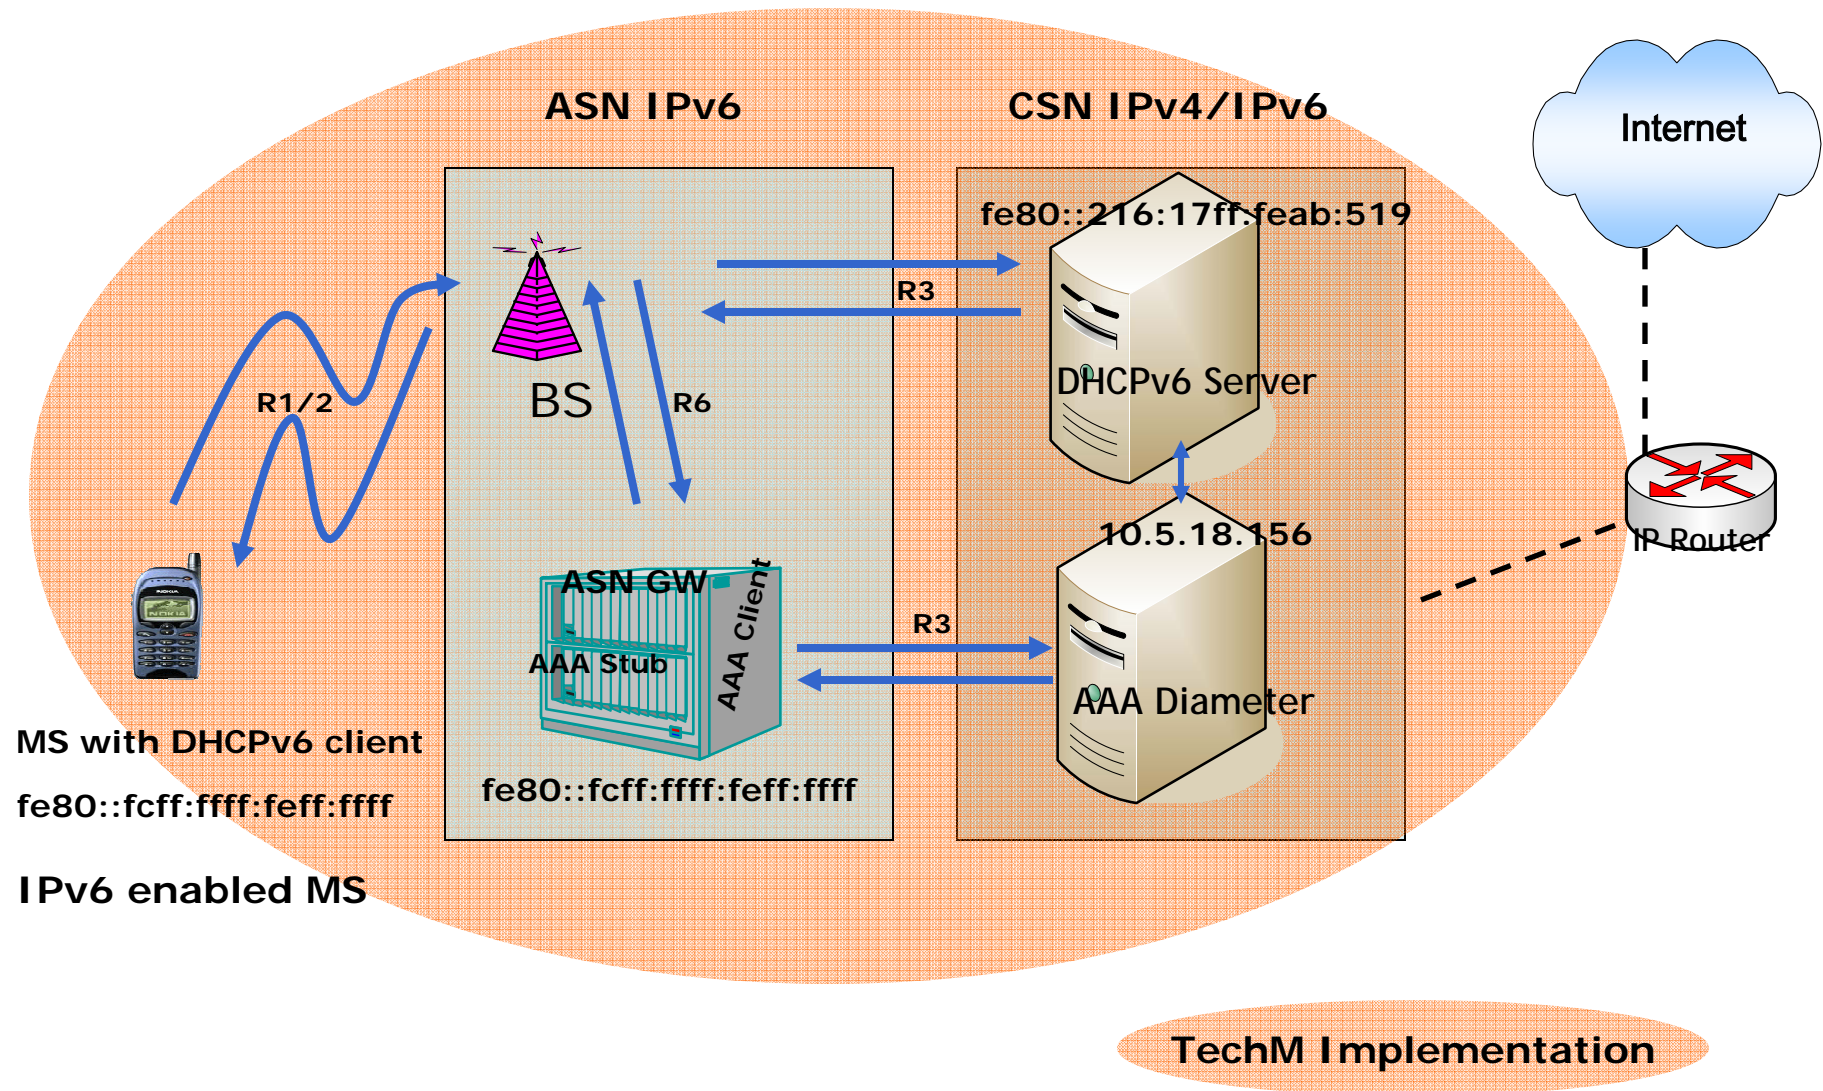 ASN IPv6
CSN IPv4/IPv6
Internet
fe80::216:17ff:feab:519
R3
DHCPv6 Server
R1/2
BS
R6
10.5.18.156
IP Router
ASN GW
AAA Client
AAA Stub
R3
AAA Diameter
NOKIA
NOKIA
MS with DHCPv6 client
fe80::fcff:ffff:feff:ffff
fe80::fcff:ffff:feff:ffff
IPv6 enabled MS
TechM Implementation